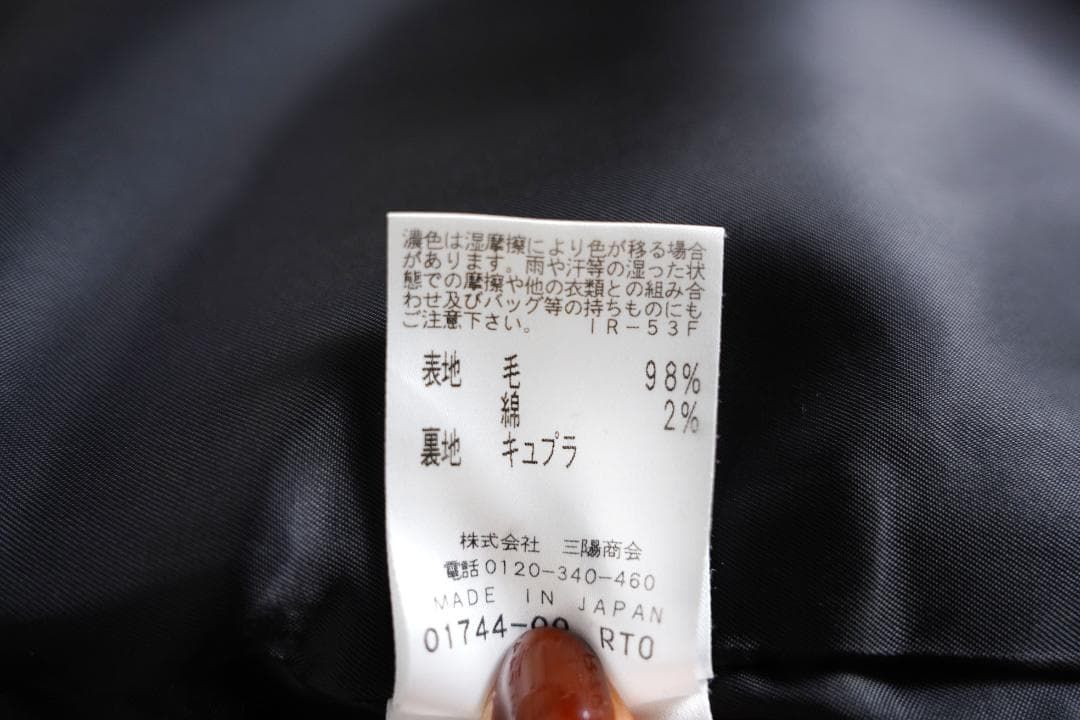 濃色は湿摩擦により色が移る場合
があります。雨や汗等の湿った状
態での摩擦や他の衣類との組み合
わせ及びバッグ等の持ちものにも
ご注意下さい。 IR-53F
表地 毛 98%
綿 2%
裏地 キュプラ
株式会社 三陽商会
電話0120-340-460
MADE IN JAPAN
RTO